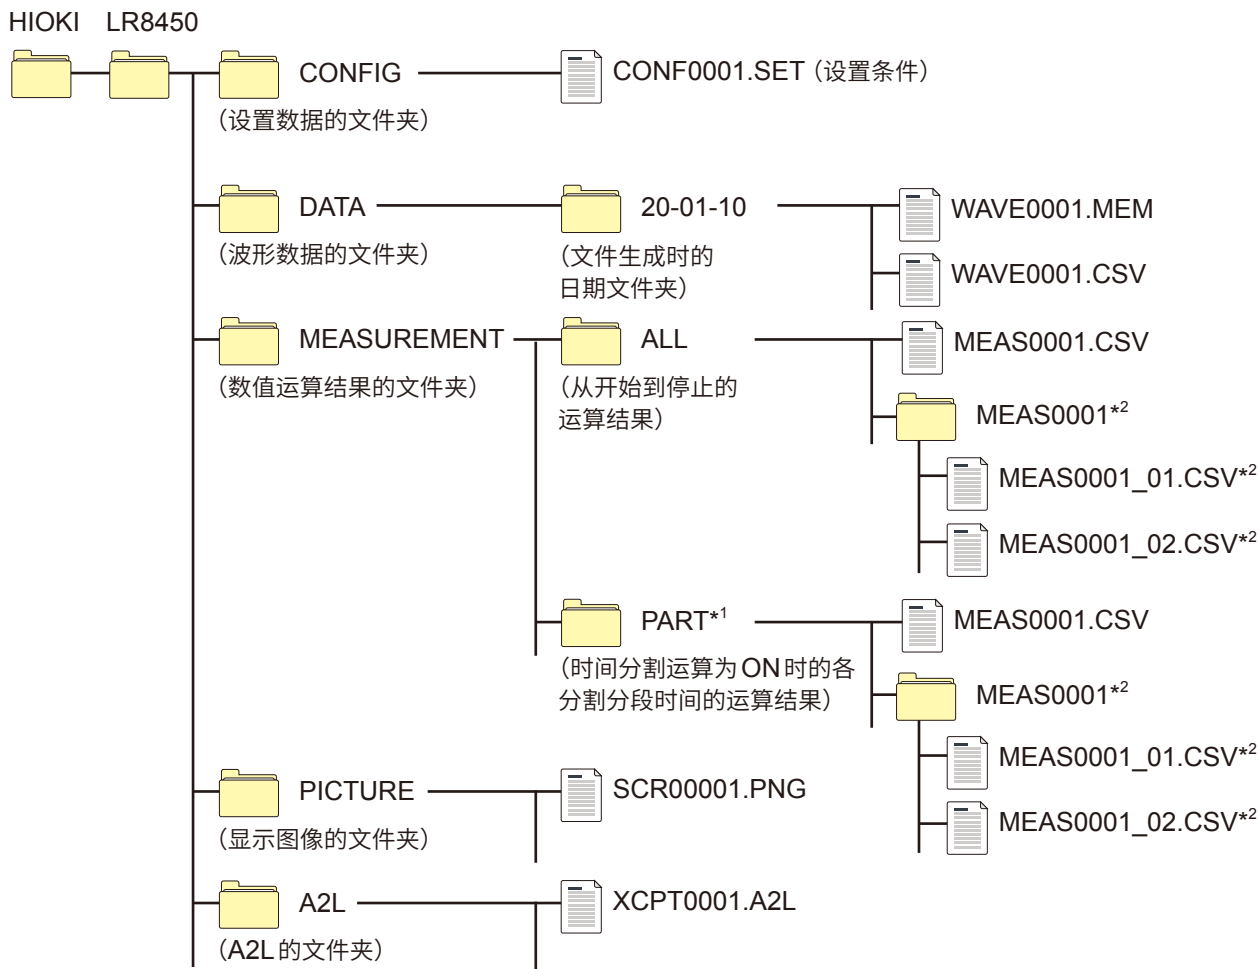 HIOKI LR8450
CONFIG
CONF0001.SET（设置条件）
（设置数据的文件夹）
DATA
20-01-10
WAVE0001.MEM
（波形数据的文件夹）
（文件生成时的
日期文件夹）
WAVE0001.CSV
MEASUREMENT
ALL
MEAS0001.CSV
（数值运算结果的文件夹）
（从开始到停止的
运算结果）
MEAS0001*2
MEAS0001_01.CSV*2
MEAS0001_02.CSV*2
PART*1
MEAS0001.CSV
（时间分割运算为ON时的各
分割分段时间的运算结果）
MEAS0001*2
MEAS0001_01.CSV*2
MEAS0001_02.CSV*2
PICTURE
SCR00001.PNG
（显示图像的文件夹）
A2L
XCPT0001.A2L
（A2L的文件夹）